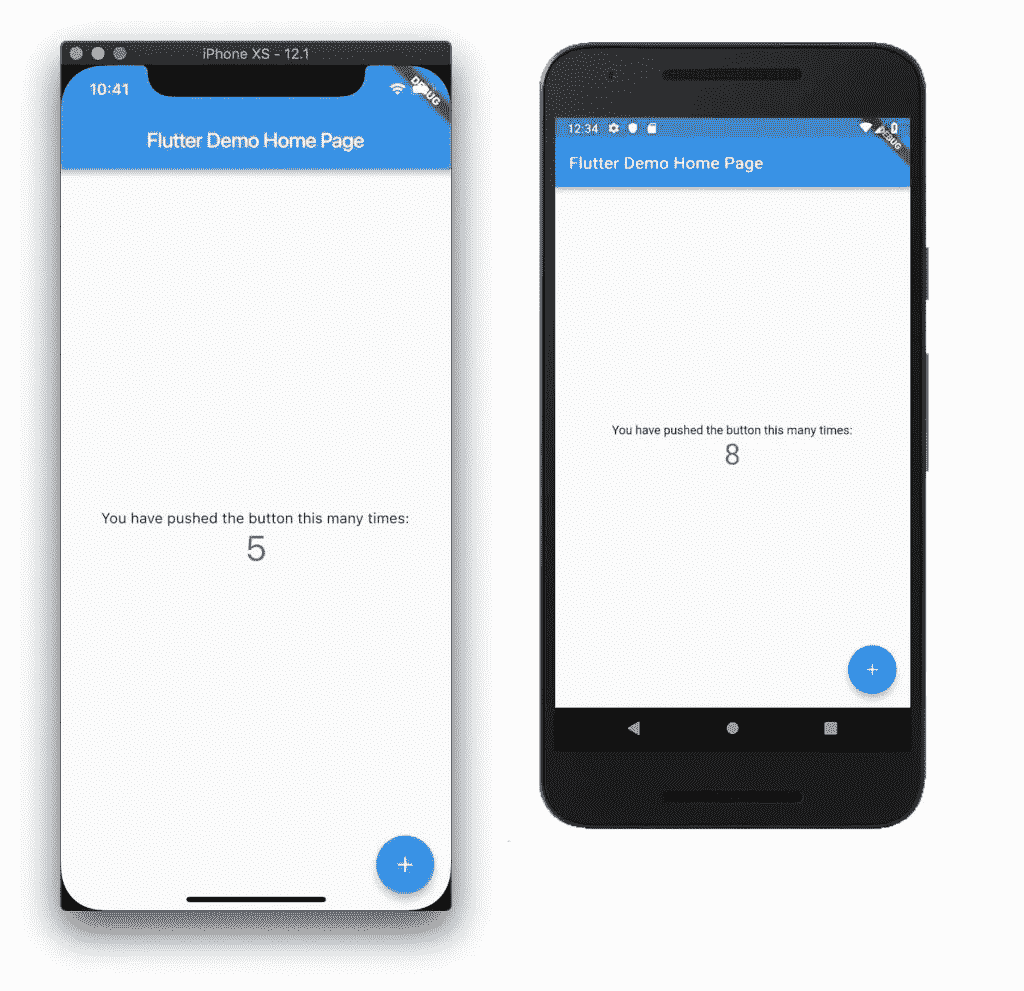 iPhone XS - 12.1
10:41
DEBUG
Flutter Demo Home Page
You have pushed the button this many times:
5
+
12:34
DEBUG
Flutter Demo Home Page
You have pushed the button this many times:
8
+